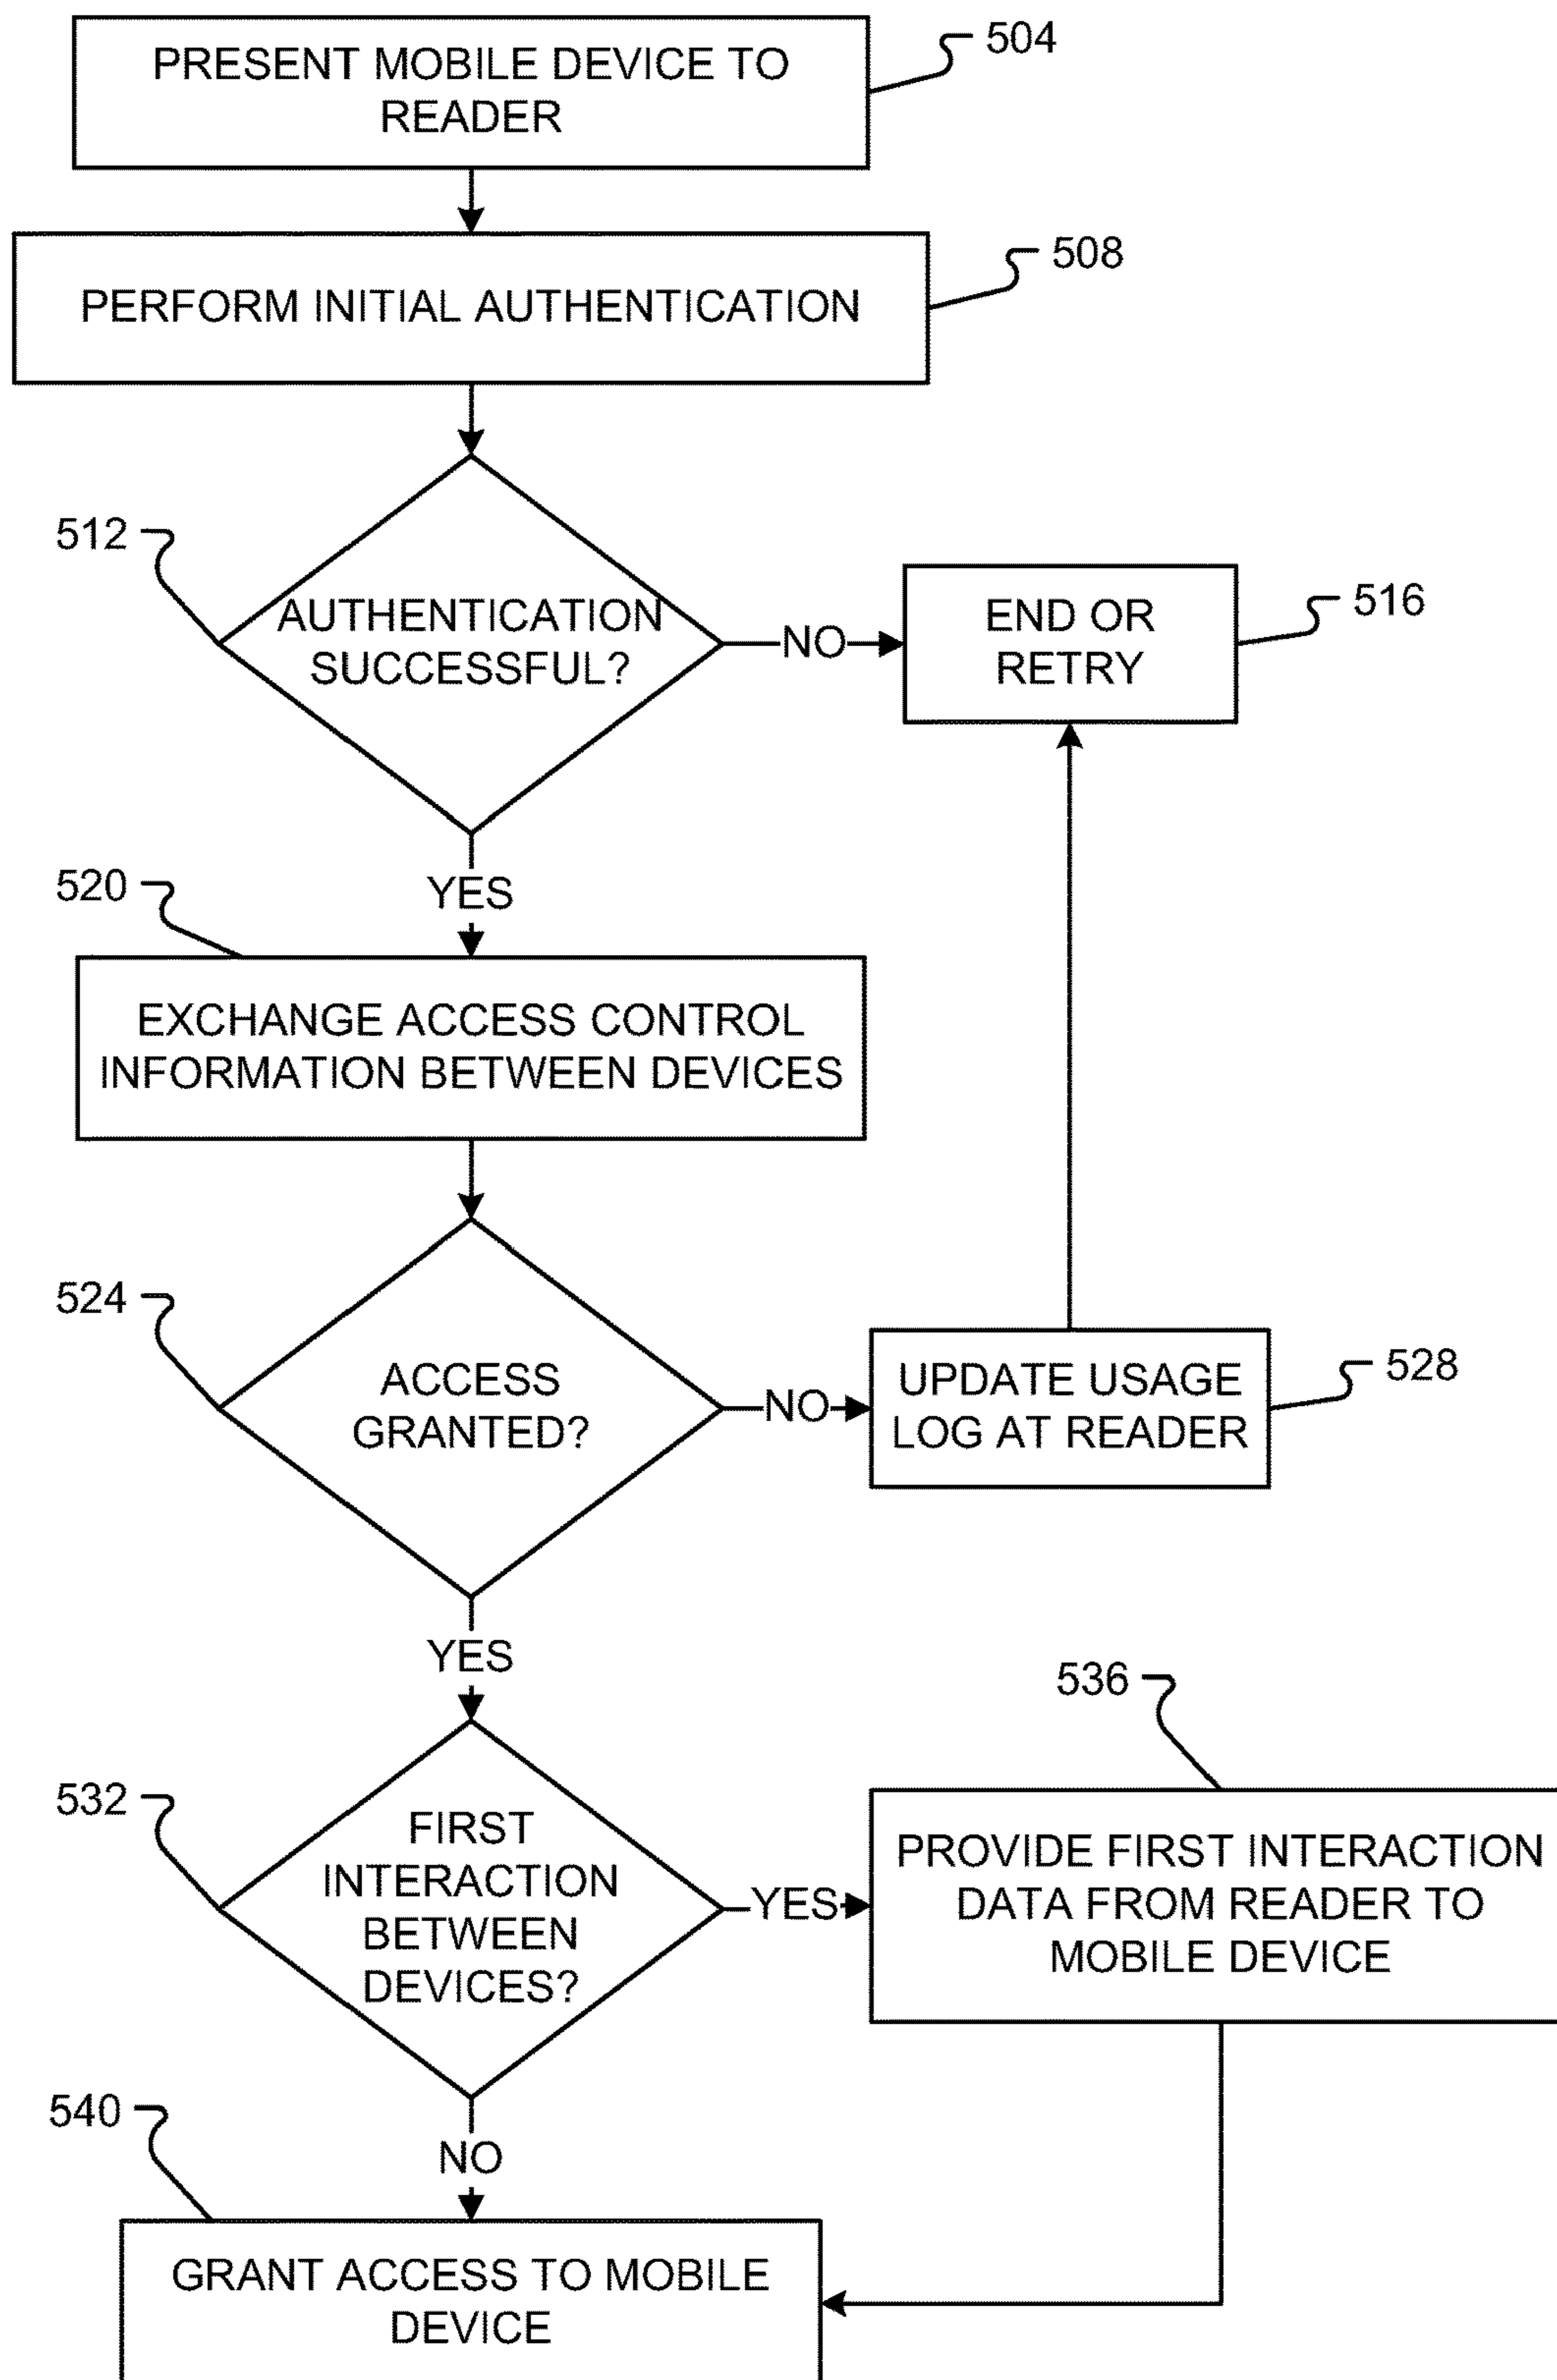 PRESENT MOBILE DEVICE TO
READER
504
PERFORM INITIAL AUTHENTICATION
508
512
AUTHENTICATION
SUCCESSFUL?
NO
END OR
RETRY
516
YES
520
EXCHANGE ACCESS CONTROL
INFORMATION BETWEEN DEVICES
524
ACCESS
GRANTED?
NO
UPDATE USAGE
LOG AT READER
528
YES
532
FIRST
INTERACTION
BETWEEN
DEVICES?
YES
536
PROVIDE FIRST INTERACTION
DATA FROM READER TO
MOBILE DEVICE
NO
540
GRANT ACCESS TO MOBILE
DEVICE